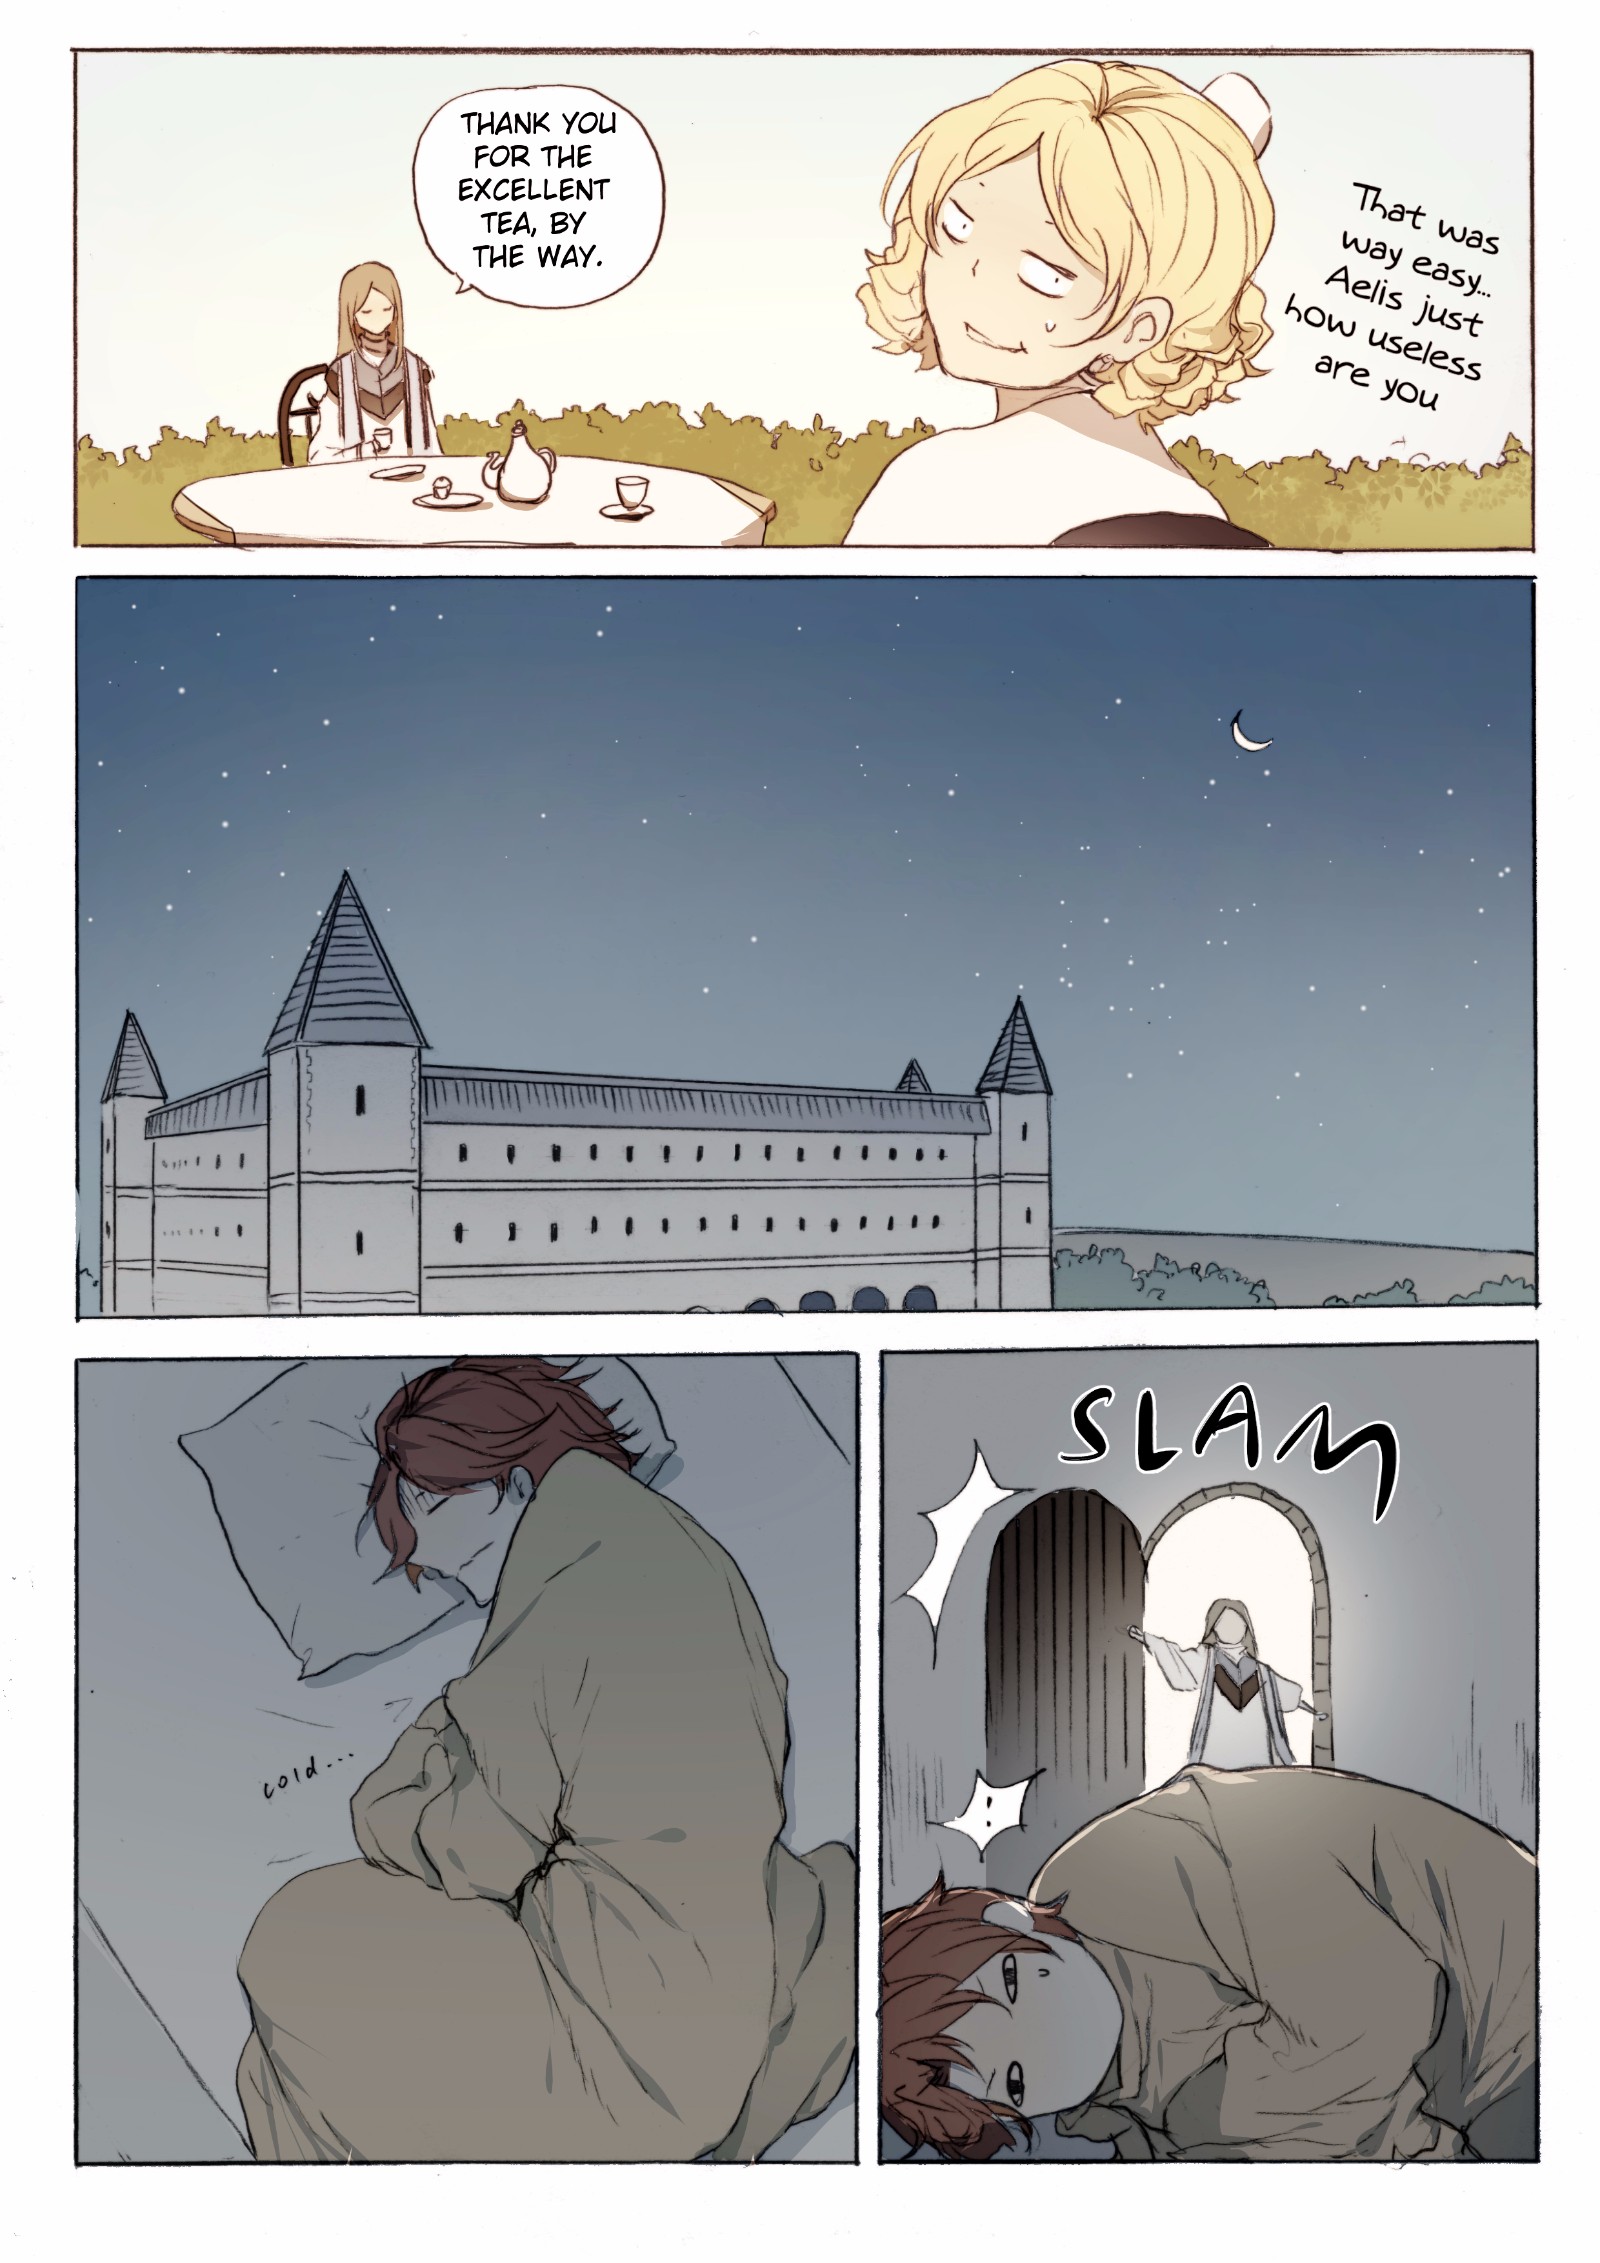 THANK YOU
FOR THE
EXCELLENT
TEA, BY
THE WAY.
That was
way easy...
Aelis just
how useless
are you
cold...
SLAM
!